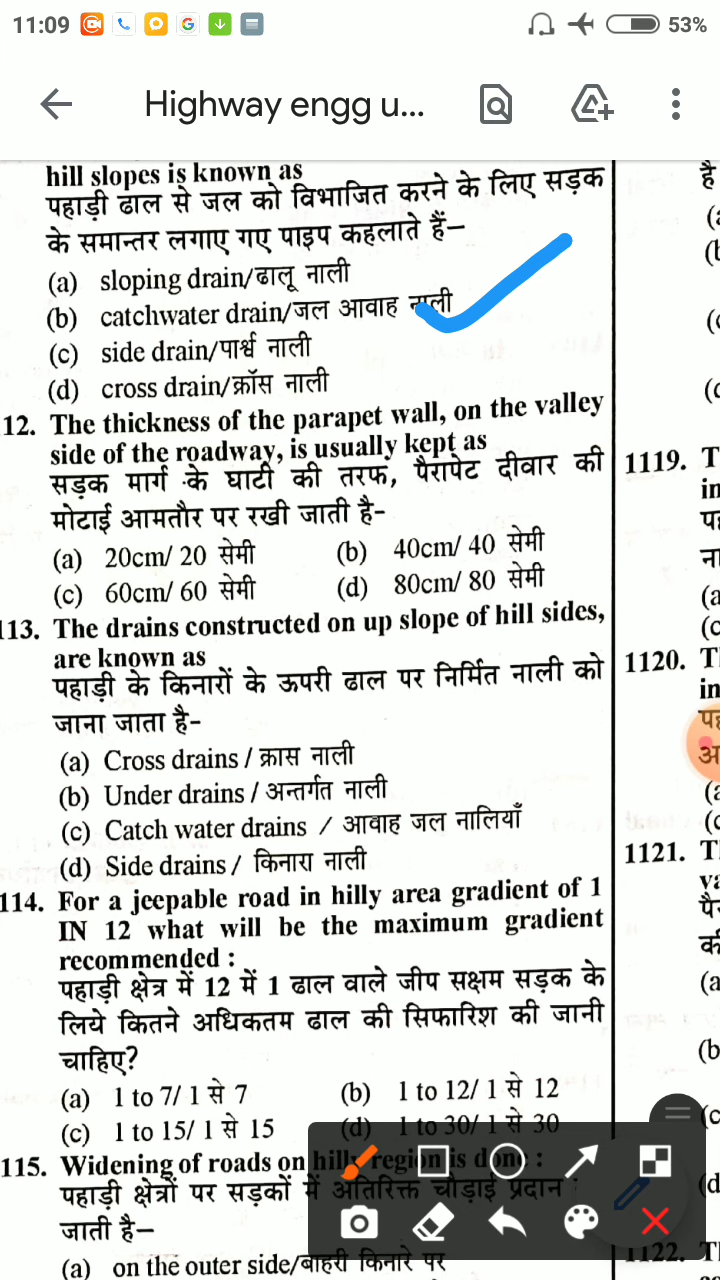 11:09
53%
Highway engg u...
hill slopes is known as
पहाड़ी ढाल से जल को विभाजित करने के लिए सड़क
के समान्तर लगाए गए पाइप कहलाते हैं–
(a) sloping drain/ढालू नाली
(b) catchwater drain/जल आवाह नाली
(c) side drain/पार्श्व नाली
(d) cross drain/क्रॉस नाली
12. The thickness of the parapet wall, on the valley
side of the roadway, is usually kept as
सड़क मार्ग के घाटी की तरफ, पैरापेट दीवार की
मोटाई आमतौर पर रखी जाती है-
(a) 20cm/ 20 सेमी (b) 40cm/ 40 सेमी
(c) 60cm/ 60 सेमी (d) 80cm/ 80 सेमी
113. The drains constructed on up slope of hill sides,
are known as
पहाड़ी के किनारों के ऊपरी ढाल पर निर्मित नाली को
जाना जाता है-
(a) Cross drains / क्रास नाली
(b) Under drains / अन्तर्गत नाली
(c) Catch water drains / आवाह जल नालियाँ
(d) Side drains / किनारा नाली
114. For a jeepable road in hilly area gradient of 1
IN 12 what will be the maximum gradient
recommended :
पहाड़ी क्षेत्र में 12 में 1 ढाल वाले जीप सक्षम सड़क के
लिये कितने अधिकतम ढाल की सिफारिश की जानी
चाहिए?
(a) 1 to 7/ 1 से 7 (b) 1 to 12/ 1 से 12
(c) 1 to 15/ 1 से 15 (d) 1 to 30/ 1 से 30
115. Widening of roads on hilly region is done :
पहाड़ी क्षेत्रों पर सड़कों में अतिरिक्त चौड़ाई प्रदान
जाती है–
(a) on the outer side/बाहरी किनारे पर
है
1119. T
in
प
ना
(a
(c
1120. T
in
1121. T
va
पै
की
(a
(b
(c
(d
1122. T